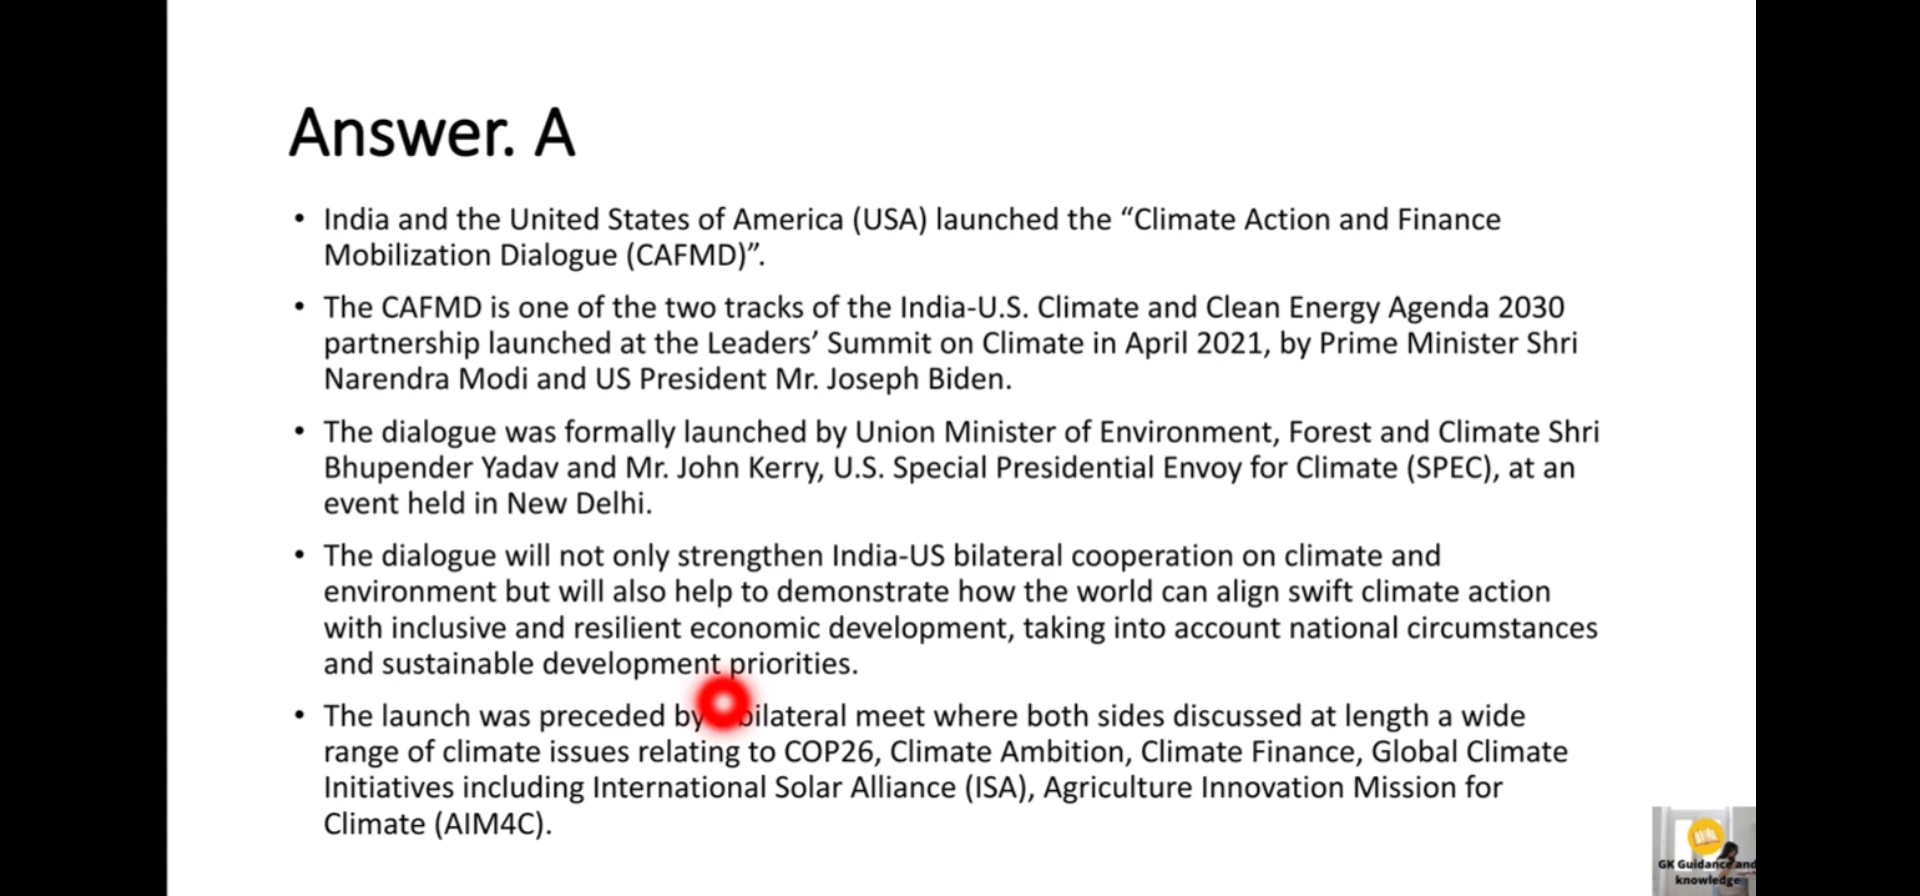 Answer. A
• India and the United States of America (USA) launched the “Climate Action and Finance
Mobilization Dialogue (CAFMD)”.
• The CAFMD is one of the two tracks of the India-U.S. Climate and Clean Energy Agenda 2030
partnership launched at the Leaders’ Summit on Climate in April 2021, by Prime Minister Shri
Narendra Modi and US President Mr. Joseph Biden.
• The dialogue was formally launched by Union Minister of Environment, Forest and Climate Shri
Bhupender Yadav and Mr. John Kerry, U.S. Special Presidential Envoy for Climate (SPEC), at an
event held in New Delhi.
• The dialogue will not only strengthen India-US bilateral cooperation on climate and
environment but will also help to demonstrate how the world can align swift climate action
with inclusive and resilient economic development, taking into account national circumstances
and sustainable development priorities.
• The launch was preceded by bilateral meet where both sides discussed at length a wide
range of climate issues relating to COP26, Climate Ambition, Climate Finance, Global Climate
Initiatives including International Solar Alliance (ISA), Agriculture Innovation Mission for
Climate (AIM4C).
GK Guidance and
knowledge